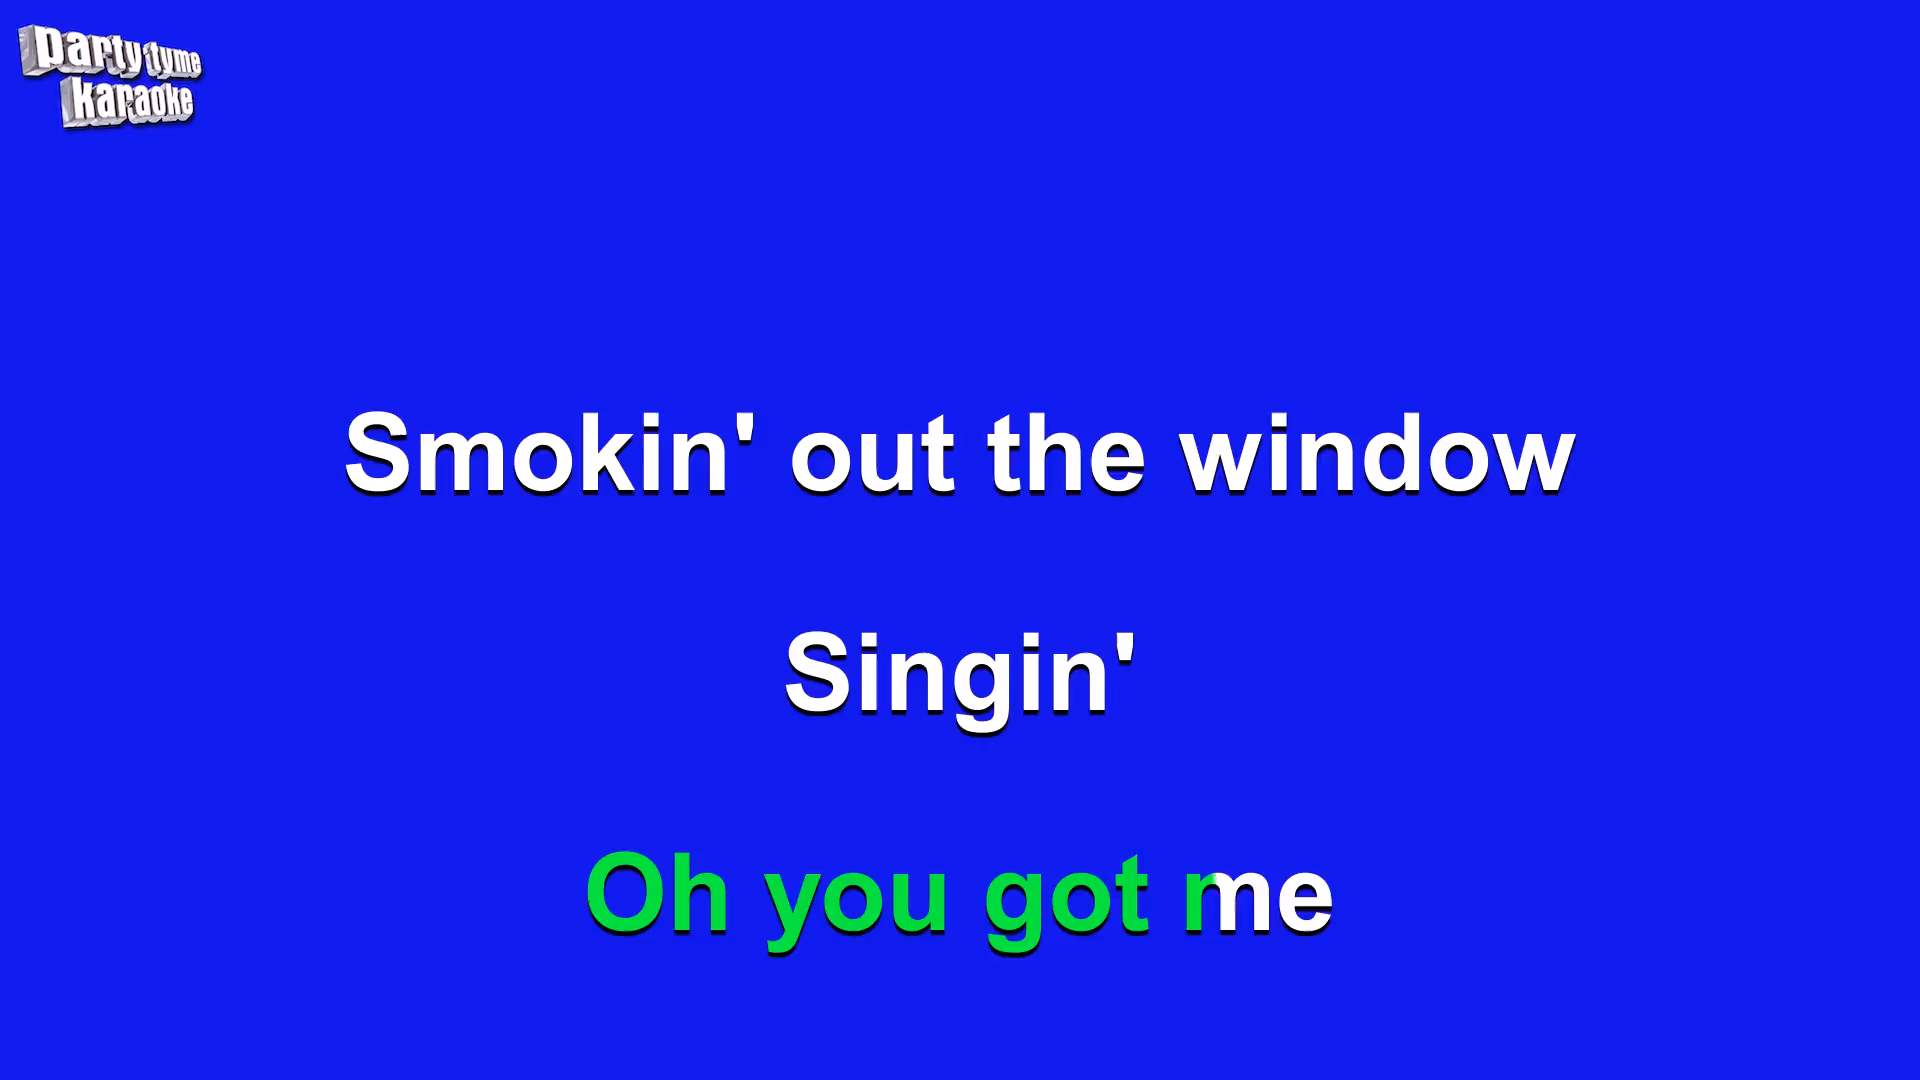 party tyme
karaoke
Smokin' out the window
Singin'
Oh you got me